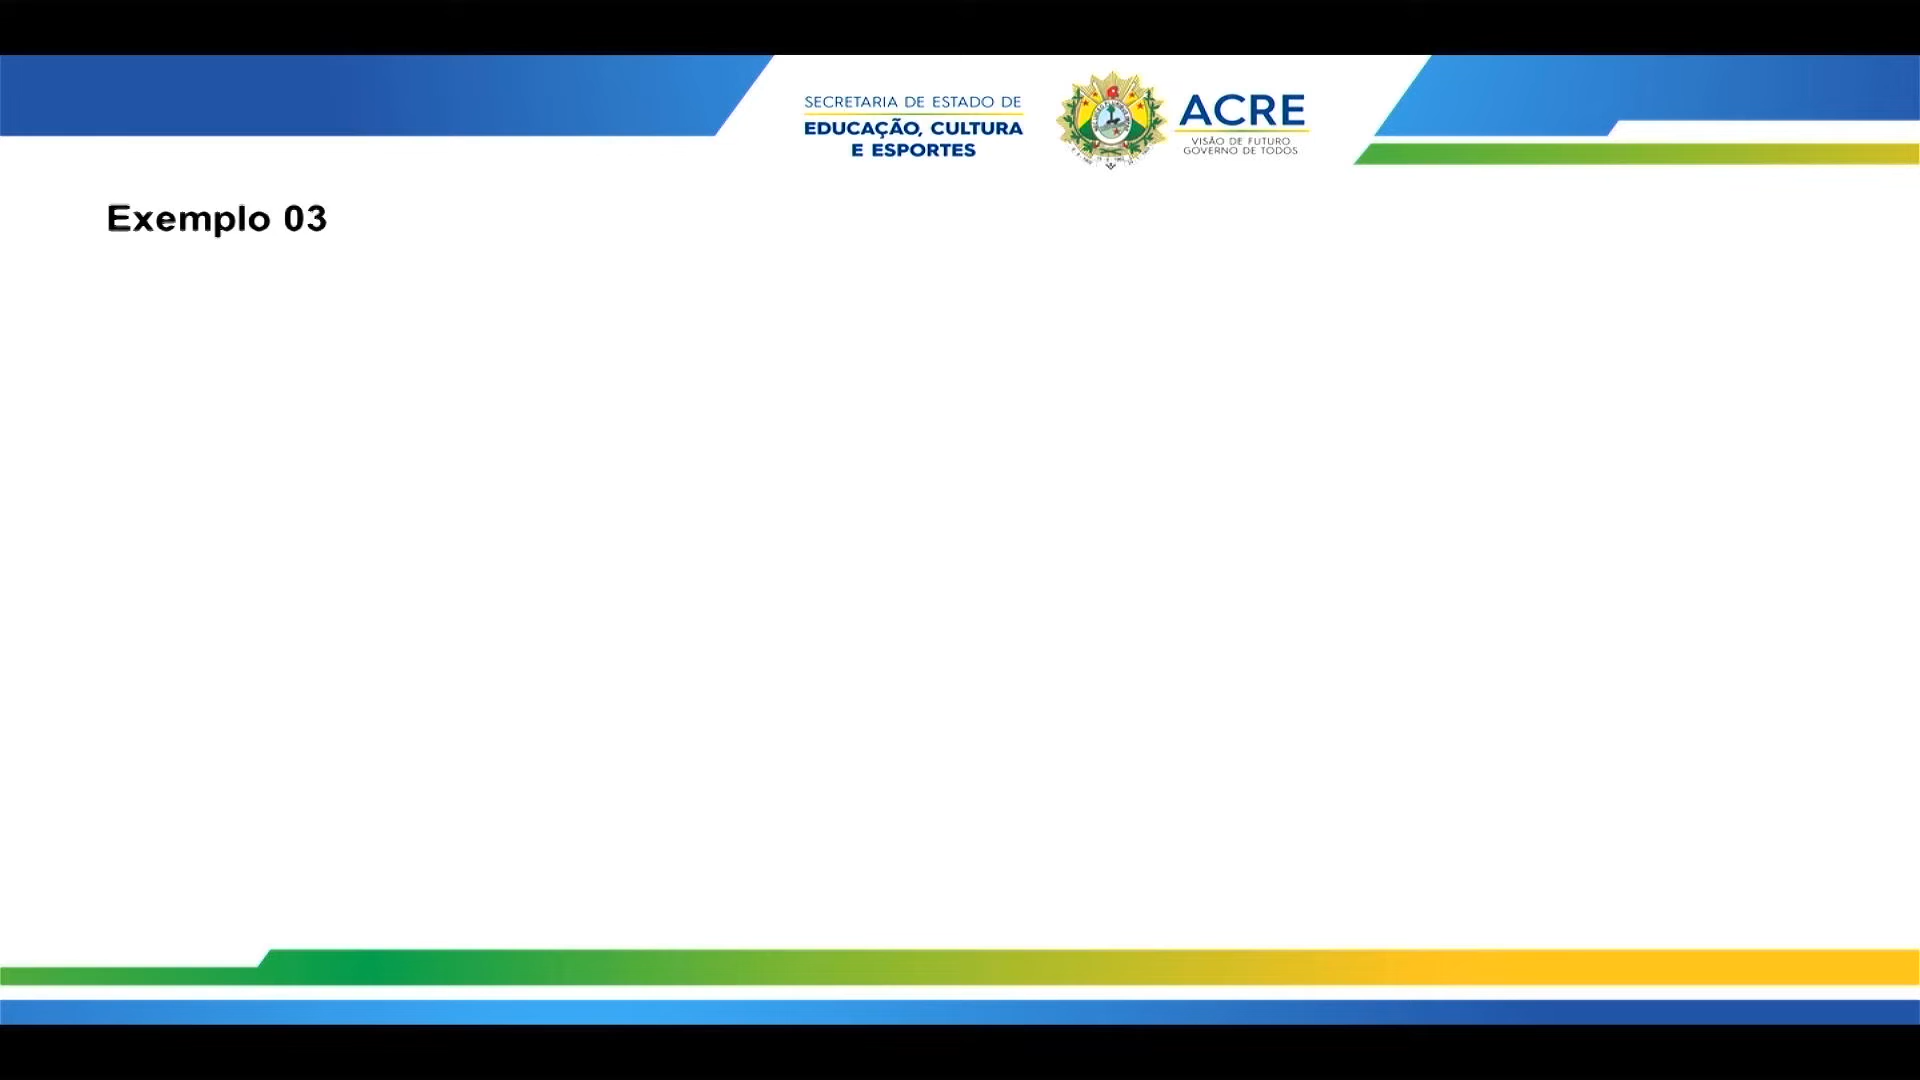 SECRETARIA DE ESTADO DE
EDUCAÇÃO, CULTURA
E ESPORTES
ACRE
VISÃO DE FUTURO
GOVERNO DE TODOS
Exemplo 03